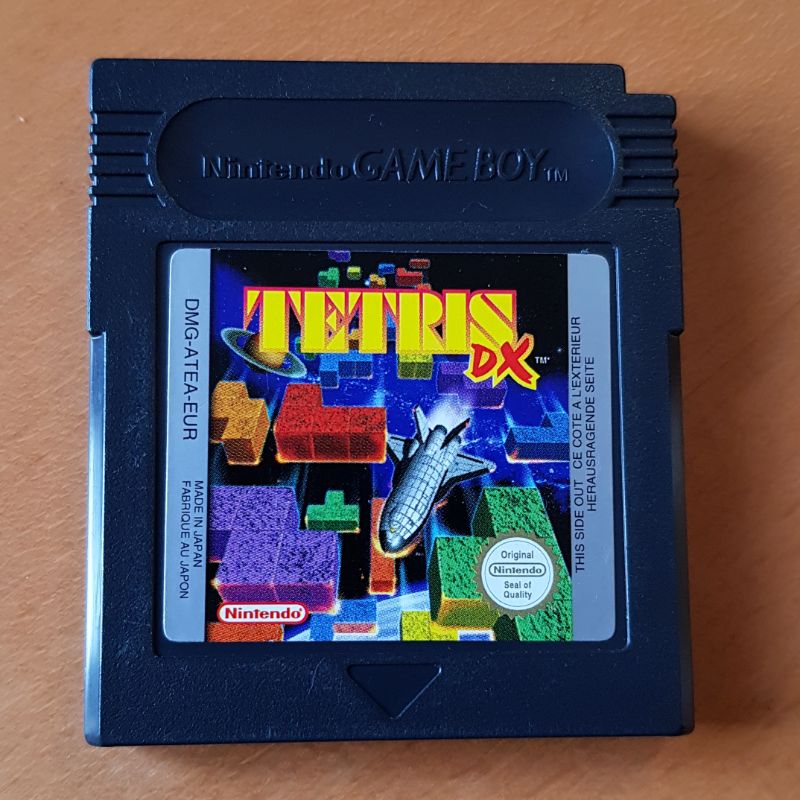 Nintendo GAME BOY TM
TETRIS
DX TM
DMG-ATEA-EUR
MADE IN JAPAN
FABRIQUE AU JAPON
THIS SIDE OUT CE COTE A L'EXTERIEUR
HERAUSRAGENDE SEITE
Original
Nintendo
Seal of
Quality
Nintendo